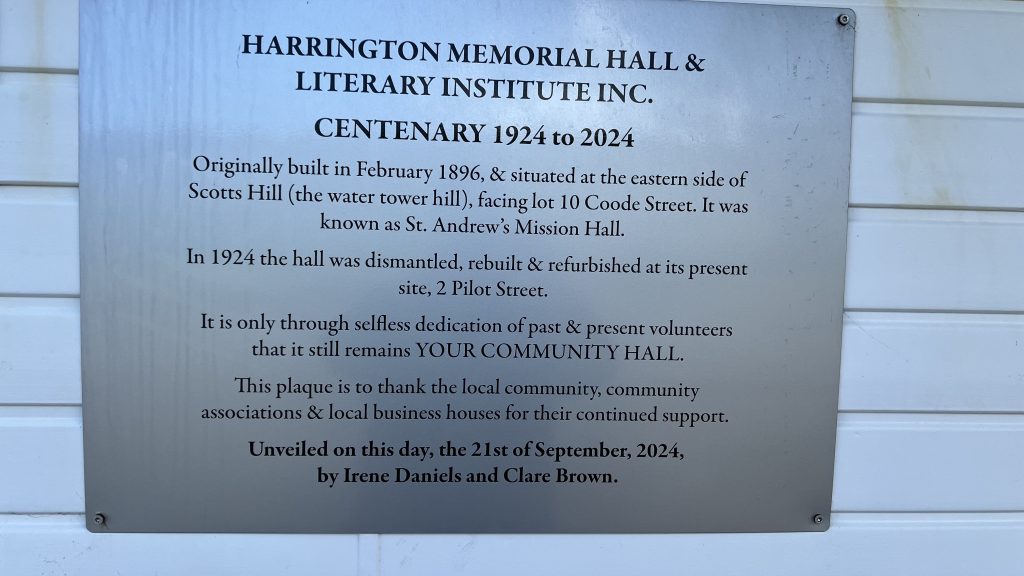 HARRINGTON MEMORIAL HALL &
LITERARY INSTITUTE INC.
CENTENARY 1924 to 2024
Originally built in February 1896, & situated at the eastern side of
Scotts Hill (the water tower hill), facing lot 10 Coode Street. It was
known as St. Andrew's Mission Hall.
In 1924 the hall was dismantled, rebuilt & refurbished at its present
site, 2 Pilot Street.
It is only through selfless dedication of past & present volunteers
that it still remains YOUR COMMUNITY HALL.
This plaque is to thank the local community, community
associations & local business houses for their continued support.
Unveiled on this day, the 21st of September, 2024,
by Irene Daniels and Clare Brown.